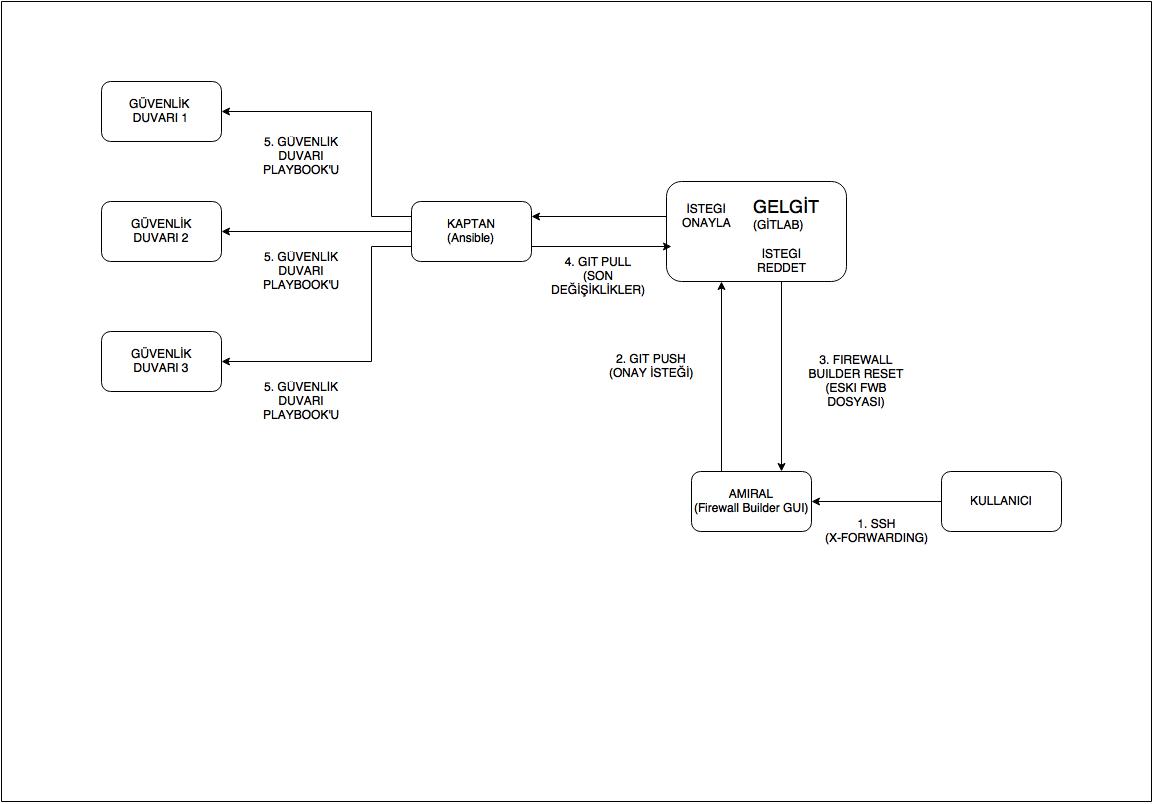 GÜVENLİK
DUVARI 1
5. GÜVENLİK
DUVARI
PLAYBOOK'U
GÜVENLİK
DUVARI 2
5. GÜVENLİK
DUVARI
PLAYBOOK'U
GÜVENLİK
DUVARI 3
5. GÜVENLİK
DUVARI
PLAYBOOK'U
KAPTAN
(Ansible)
4. GIT PULL
(SON
DEĞİŞİKLİKLER)
ISTEGI
ONAYLA
GELGİT
(GİTLAB)
ISTEGI
REDDET
2. GIT PUSH
(ONAY İSTEĞİ)
3. FIREWALL
BUILDER RESET
(ESKI FWB
DOSYASI)
AMIRAL
(Firewall Builder GUI)
1. SSH
(X-FORWARDING)
KULLANICI